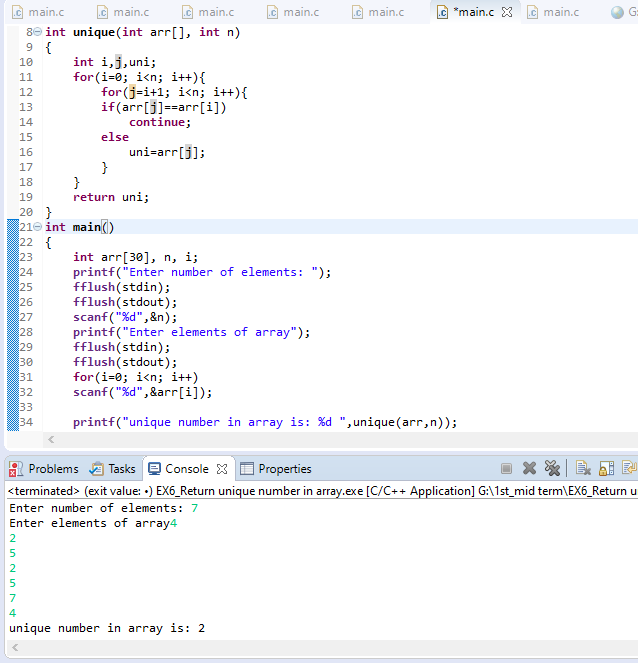 main.c main.c main.c main.c main.c *main.c main.c G
8 int unique(int arr[], int n)
9 {
10     int i,j,uni;
11     for(i=0; i<n; i++){
12         for(j=i+1; i<n; i++){
13         if(arr[j]==arr[i])
14             continue;
15         else
16             uni=arr[j];
17         }
18     }
19     return uni;
20 }
21 int main()
22 {
23     int arr[30], n, i;
24     printf("Enter number of elements: ");
25     fflush(stdin);
26     fflush(stdout);
27     scanf("%d",&n);
28     printf("Enter elements of array");
29     fflush(stdin);
30     fflush(stdout);
31     for(i=0; i<n; i++)
32     scanf("%d",&arr[i]);
33
34     printf("unique number in array is: %d ",unique(arr,n));
Problems Tasks Console Properties
<terminated> (exit value: •) EX6_Return unique number in array.exe [C/C++ Application] G:\1st_mid term\EX6_Return u
Enter number of elements: 7
Enter elements of array4
2
5
2
5
7
4
unique number in array is: 2